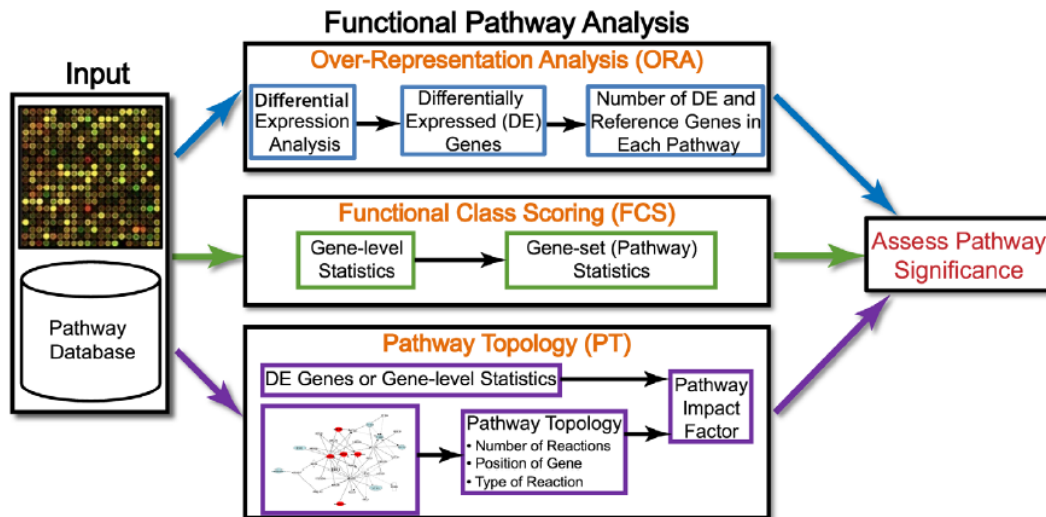 Functional Pathway Analysis
Input
Pathway
Database
Over-Representation Analysis (ORA)
Differential
Expression
Analysis
Differentially
Expressed (DE)
Genes
Number of DE and
Reference Genes in
Each Pathway
Functional Class Scoring (FCS)
Gene-level
Statistics
Gene-set (Pathway)
Statistics
Pathway Topology (PT)
DE Genes or Gene-level Statistics
Pathway Topology
• Number of Reactions
• Position of Gene
• Type of Reaction
Pathway
Impact
Factor
Assess Pathway
Significance